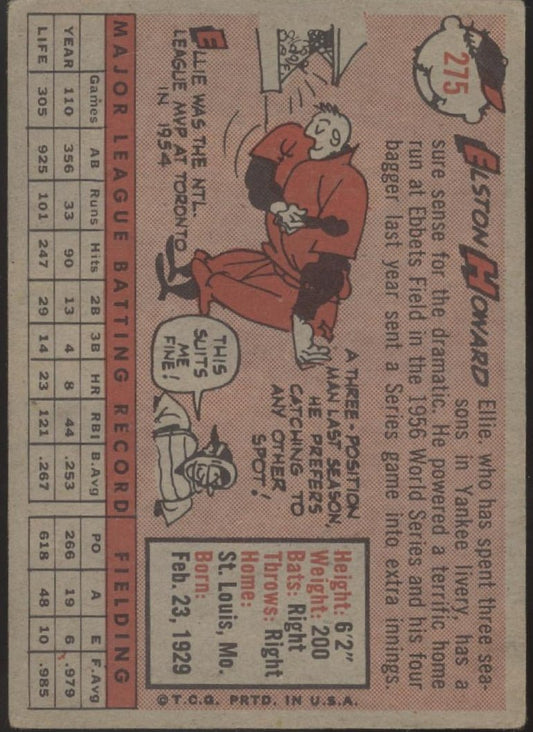 275
ELSTON HOWARD
Ellie, who has spent three sea-
sons in Yankee livery, has a
sure sense for the dramatic. He powered a terrific home
run at Ebbets Field in the 1956 World Series and his four
bagger last year sent a Series game into extra innings.
ELLIE WAS THE NTL.
LEAGUE MVP AT TORONTO
IN 1954
A THREE-POSITION
MAN LAST SEASON,
HE PREFERS
CATCHING TO
ANY OTHER
SPOT!
THIS
SUITS
ME
FINE!
Height: 6'2"
Weight: 200
Bats: Right
Throws: Right
Home:
St. Louis, Mo.
Born:
Feb. 23, 1929
©T.C.G. PRTD. IN U.S.A.
MAJOR LEAGUE BATTING RECORD FIELDING
Games AB Runs Hits 2B 3B HR RBI B.Avg PO A E F.Avg
YEAR 110 356 33 90 13 4 8 44 .253 266 19 6 .979
LIFE 305 925 101 247 29 14 23 121 .267 618 48 10 .985